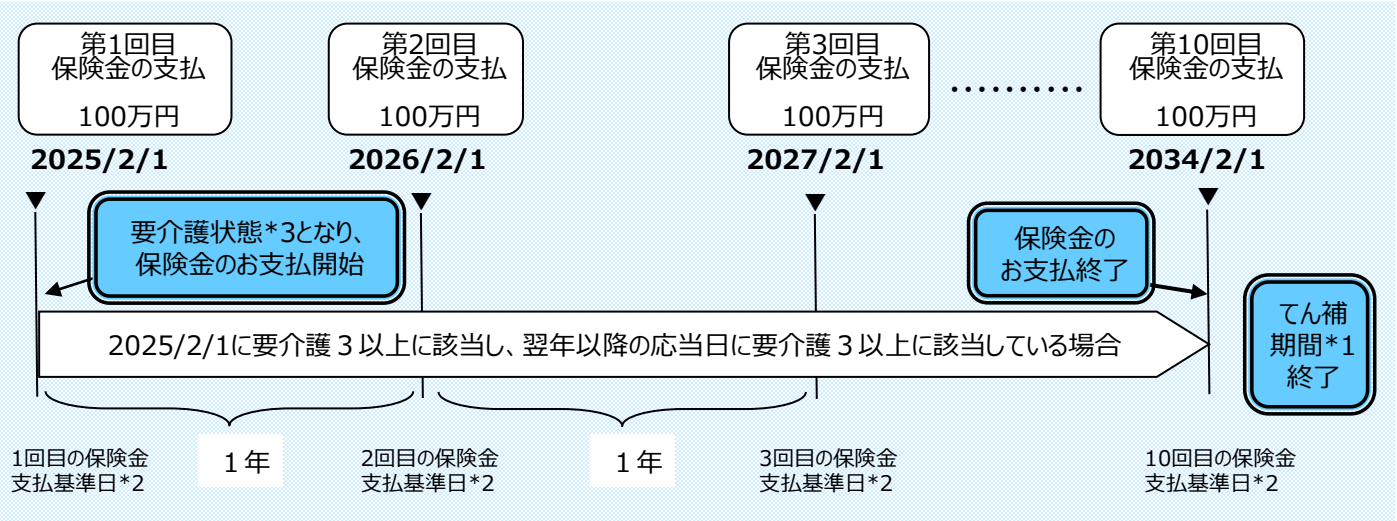 第1回目
保険金の支払
100万円
第2回目
保険金の支払
100万円
第3回目
保険金の支払
100万円
‥‥‥‥‥
第10回目
保険金の支払
100万円
2025/2/1
2026/2/1
2027/2/1
2034/2/1
要介護状態*3となり、
保険金のお支払開始
保険金の
お支払終了
てん補
期間*1
終了
2025/2/1に要介護３以上に該当し、翌年以降の応当日に要介護３以上に該当している場合
1回目の保険金
支払基準日*2
１年
2回目の保険金
支払基準日*2
１年
3回目の保険金
支払基準日*2
10回目の保険金
支払基準日*2